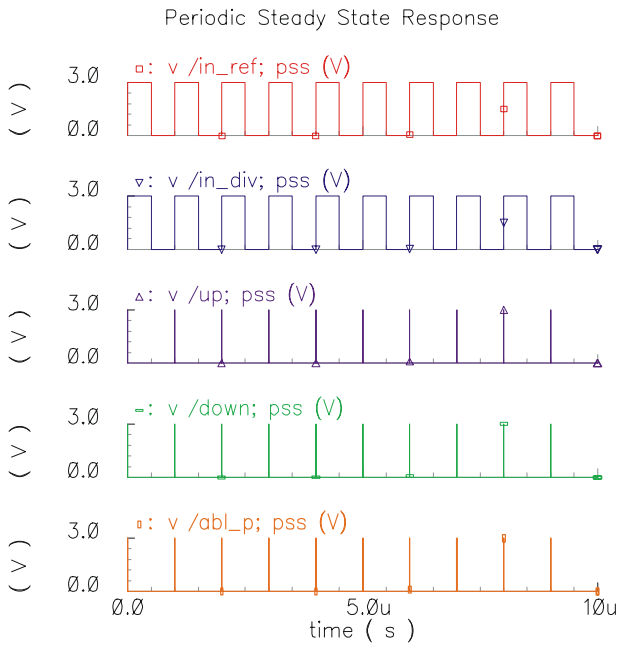 Periodic Steady State Response
: v /in_ref; pss (V)
3.0
( V )
0.0
: v /in_div; pss (V)
3.0
( V )
0.0
: v /up; pss (V)
3.0
( V )
0.0
: v /down; pss (V)
3.0
( V )
0.0
: v /abl_p; pss (V)
3.0
( V )
0.0
0.0 5.0u 10u
time ( s )